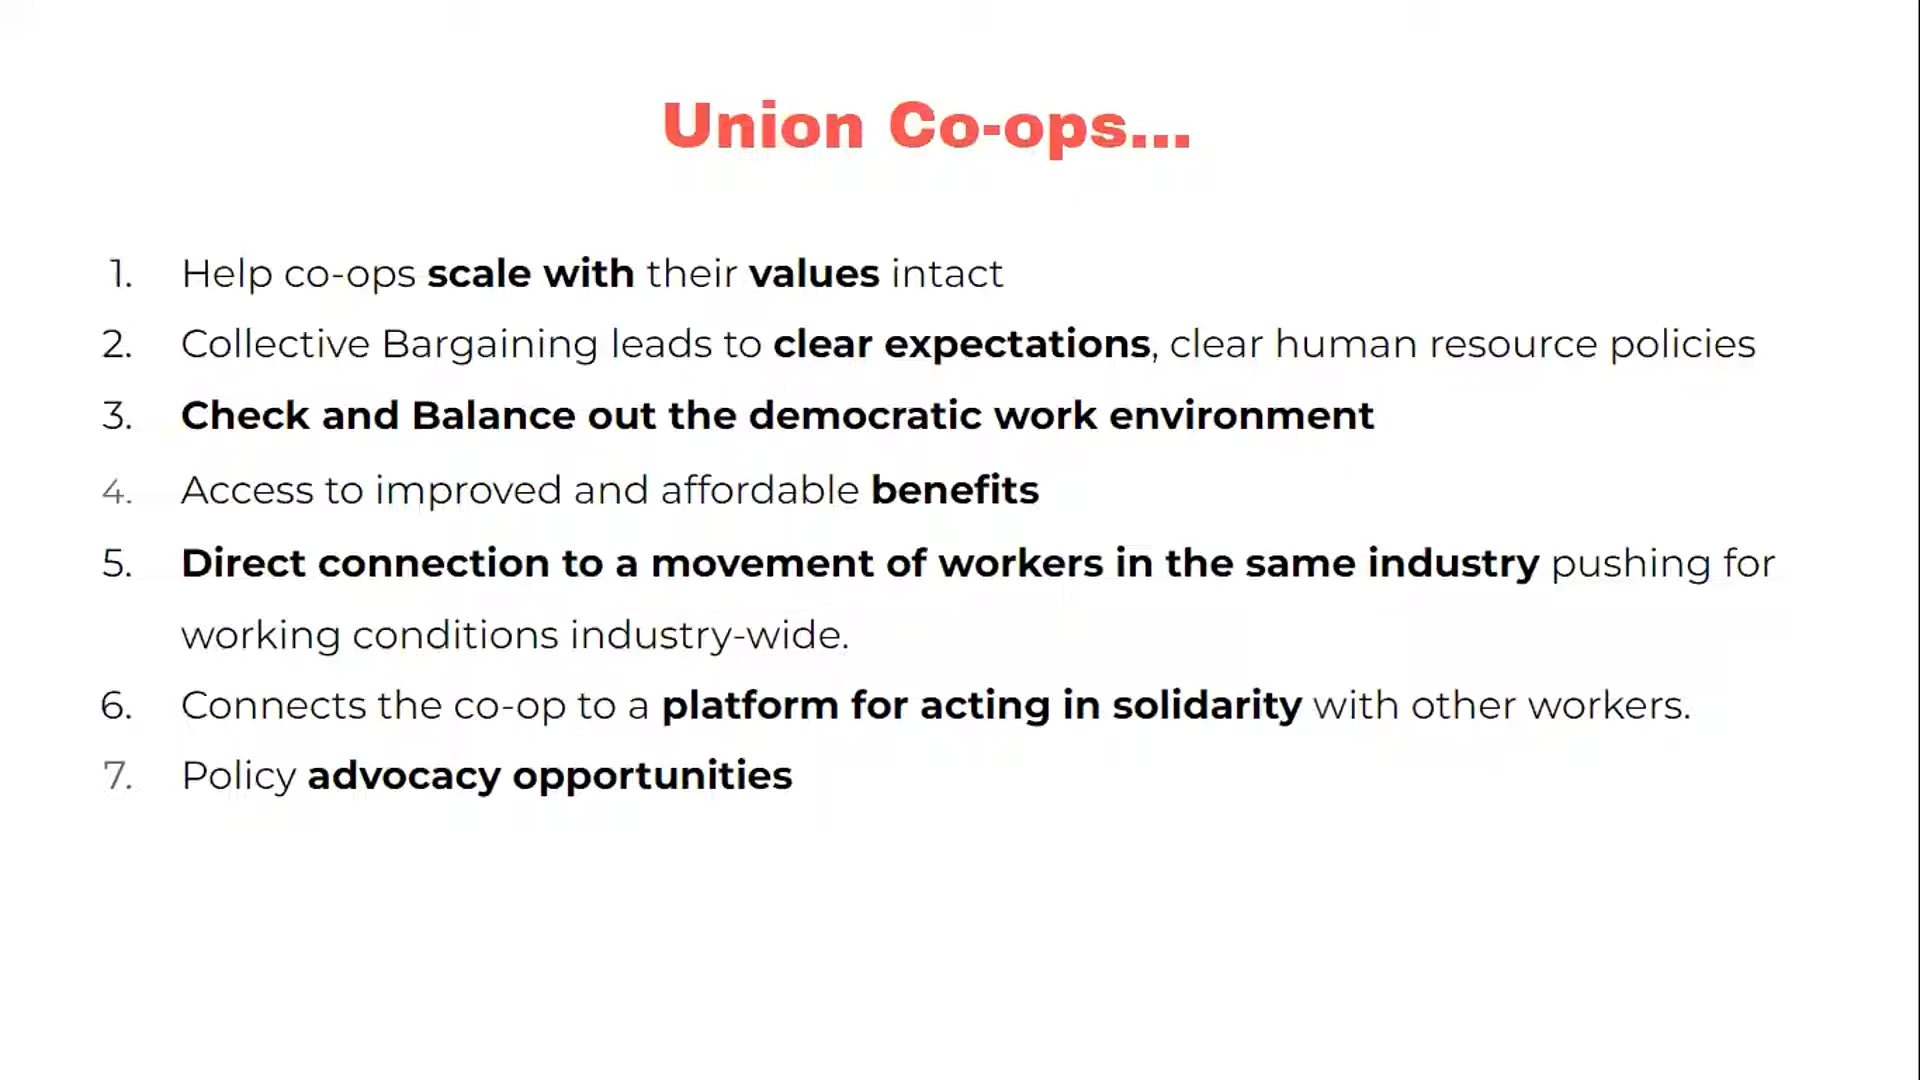 Union Co-ops...
1. Help co-ops scale with their values intact
2. Collective Bargaining leads to clear expectations, clear human resource policies
3. Check and Balance out the democratic work environment
4. Access to improved and affordable benefits
5. Direct connection to a movement of workers in the same industry pushing for
working conditions industry-wide.
6. Connects the co-op to a platform for acting in solidarity with other workers.
7. Policy advocacy opportunities